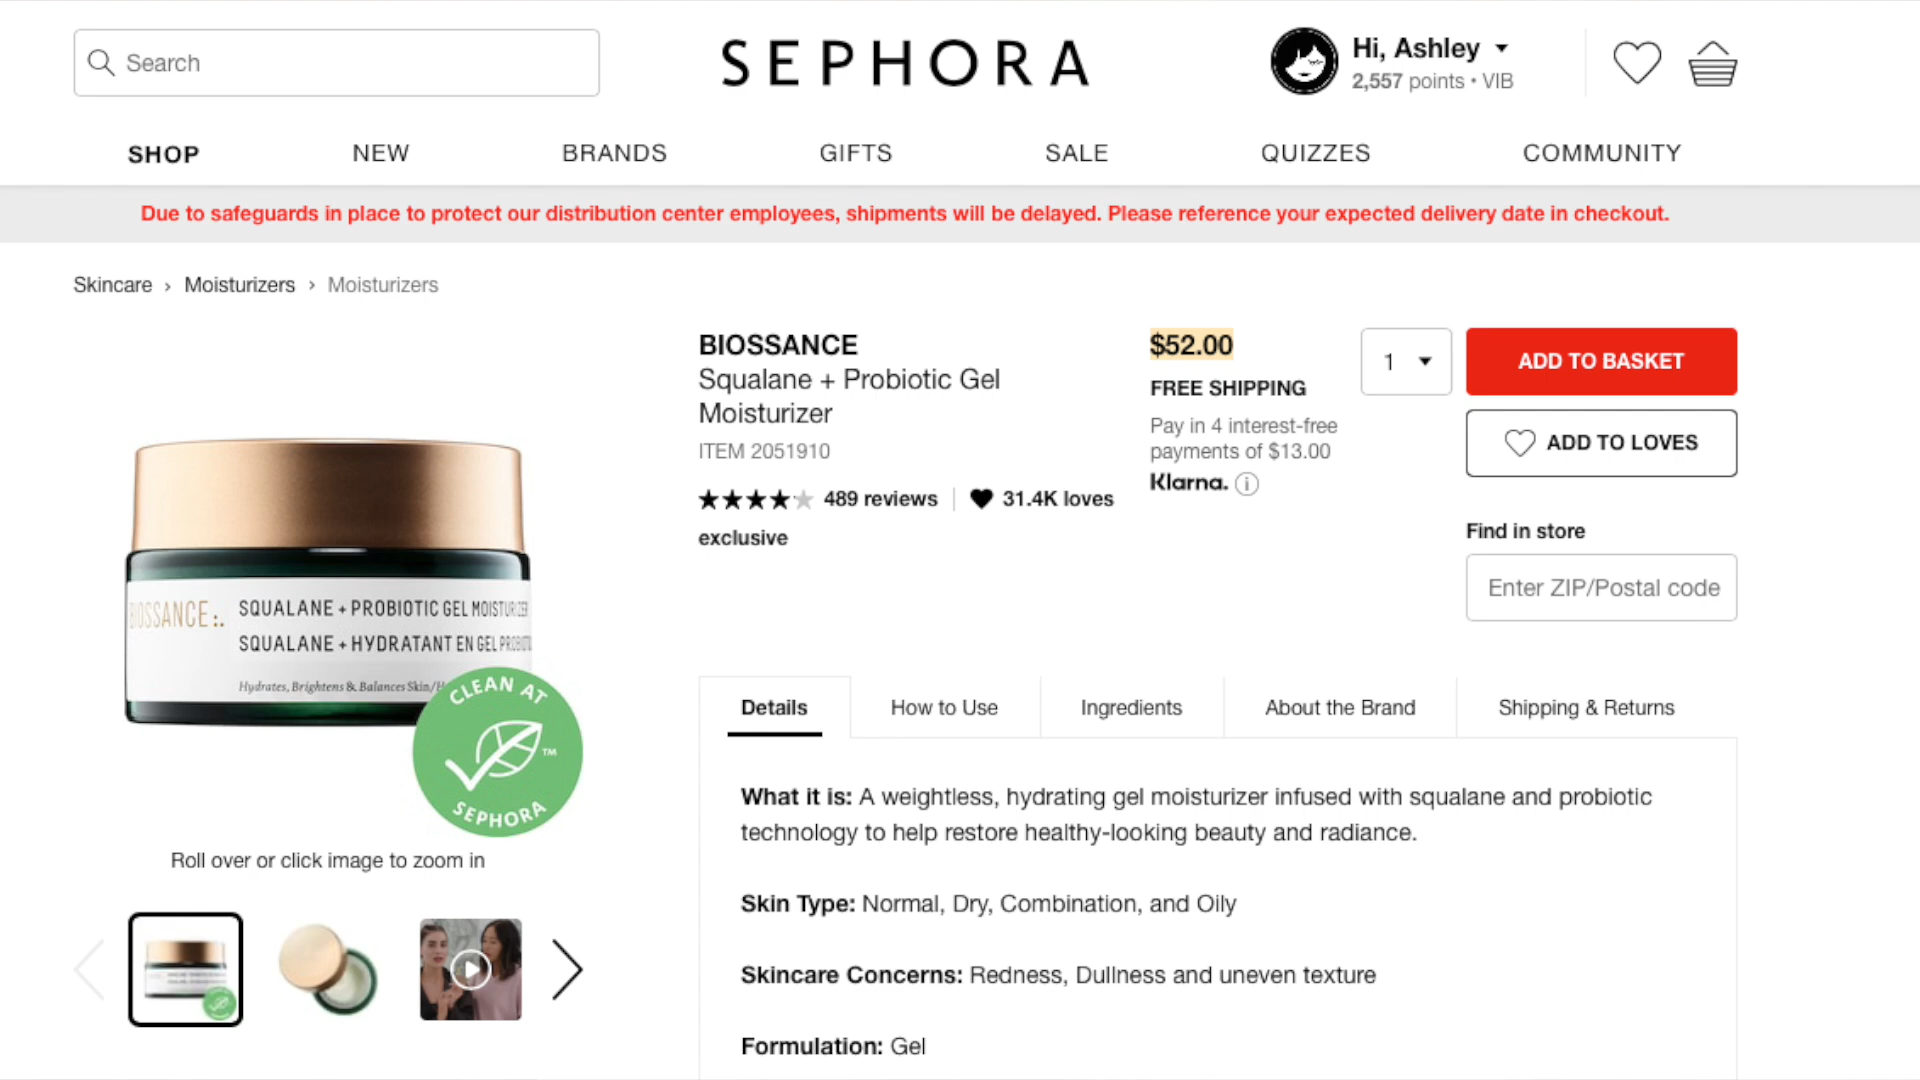 Search
SEPHORA
Hi, Ashley
2,557 points • VIB
SHOP
NEW
BRANDS
GIFTS
SALE
QUIZZES
COMMUNITY
Due to safeguards in place to protect our distribution center employees, shipments will be delayed. Please reference your expected delivery date in checkout.
Skincare › Moisturizers › Moisturizers
BIOSSANCE
Squalane + Probiotic Gel
Moisturizer
ITEM 2051910
489 reviews
31.4K loves
exclusive
$52.00
FREE SHIPPING
Pay in 4 interest-free
payments of $13.00
Klarna.
1
ADD TO BASKET
ADD TO LOVES
Find in store
Enter ZIP/Postal code
BIOSSANCE:.
SQUALANE + PROBIOTIC GEL MOISTURIZER
SQUALANE + HYDRATANT EN GEL
Hydrates, Brightens & Balances Skin/
CLEAN AT
™
SEPHORA
Roll over or click image to zoom in
Details
How to Use
Ingredients
About the Brand
Shipping & Returns
What it is: A weightless, hydrating gel moisturizer infused with squalane and probiotic
technology to help restore healthy-looking beauty and radiance.
Skin Type: Normal, Dry, Combination, and Oily
Skincare Concerns: Redness, Dullness and uneven texture
Formulation: Gel